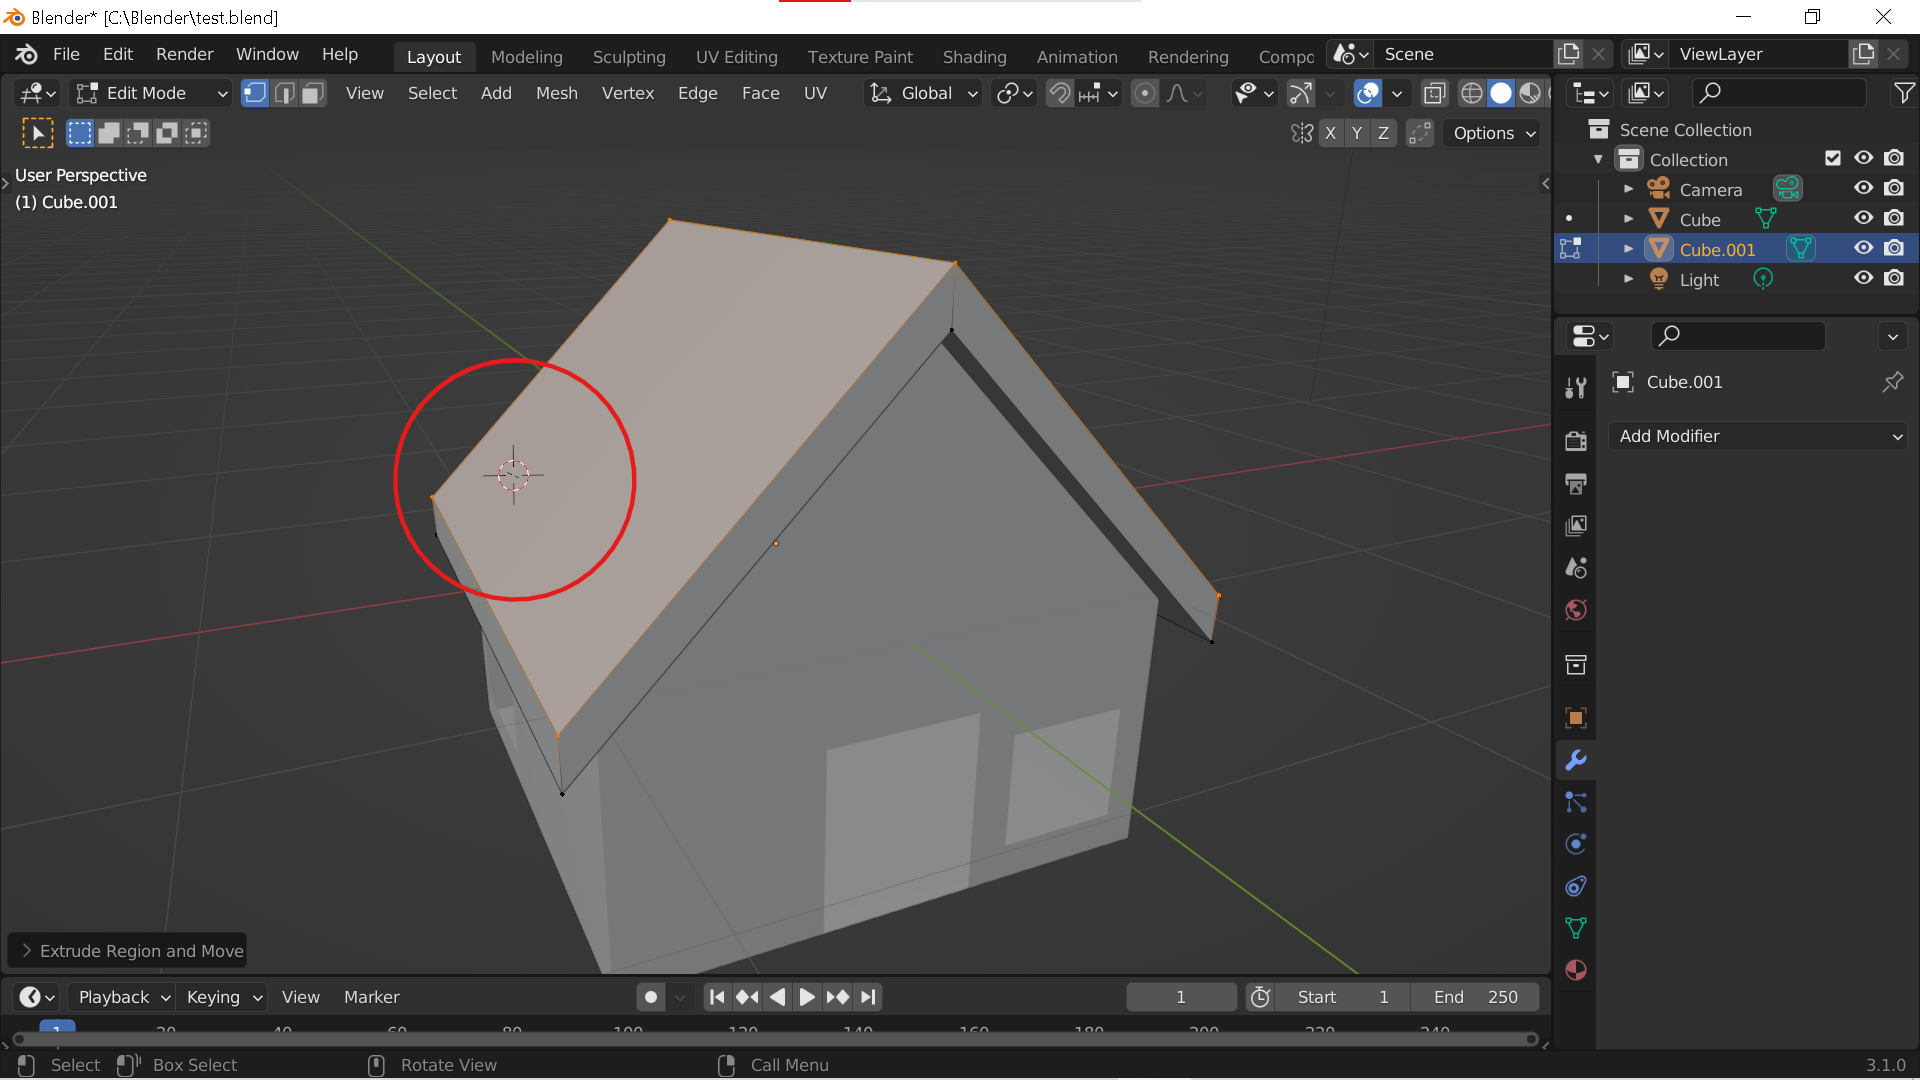 Blender* [C:\Blender\test.blend]
File Edit Render Window Help Layout Modeling Sculpting UV Editing Texture Paint Shading Animation Rendering Compo Scene ViewLayer
Edit Mode View Select Add Mesh Vertex Edge Face UV Global
X Y Z Options
User Perspective
(1) Cube.001
Scene Collection
Collection
Camera
Cube
Cube.001
Light
Cube.001
Add Modifier
Extrude Region and Move
Playback Keying View Marker 1 Start 1 End 250
1 20 40 60 80 100 120 140 160 180 200 220 240
Select Box Select Rotate View Call Menu 3.1.0